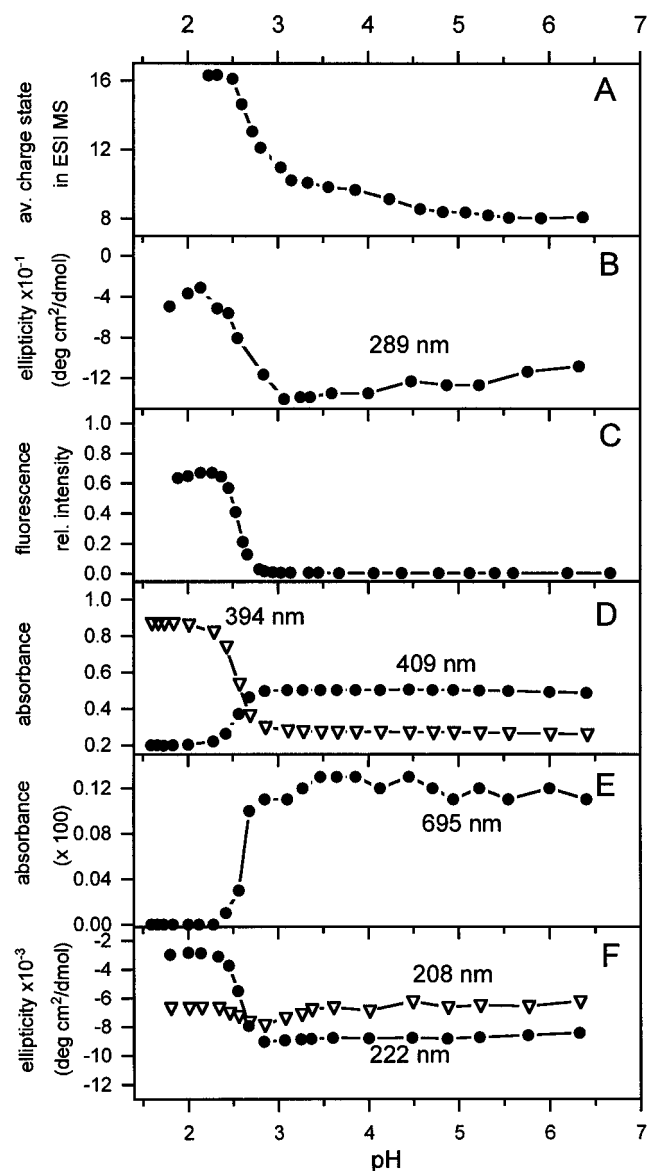 2 3 4 5 6 7
A
av. charge state
in ESI MS
16
12
8
B
ellipticity x10⁻¹
(deg cm²/dmol)
0
-4
-8
-12
289 nm
C
fluorescence
rel. intensity
1.0
0.8
0.6
0.4
0.2
0.0
D
absorbance
1.0
0.8
0.6
0.4
0.2
394 nm
409 nm
E
absorbance
(x 100)
0.12
0.08
0.04
0.00
695 nm
F
ellipticity x10⁻³
(deg cm²/dmol)
-2
-4
-6
-8
-10
-12
208 nm
222 nm
2 3 4 5 6 7
pH